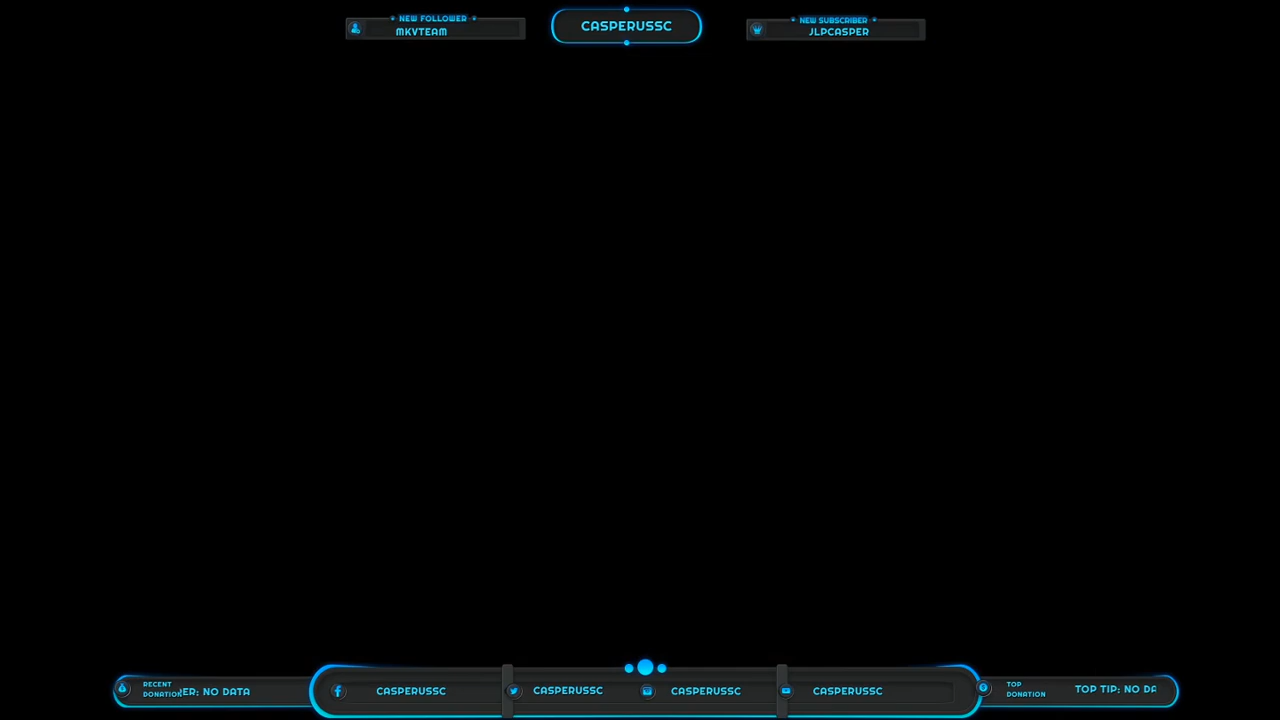 NEW FOLLOWER
MKVTEAM
CASPERUSSC
NEW SUBSCRIBER
JLPCASPER
RECENT
DONATION
ER: NO DATA
CASPERUSSC
CASPERUSSC
CASPERUSSC
CASPERUSSC
TOP
DONATION
TOP TIP: NO DA